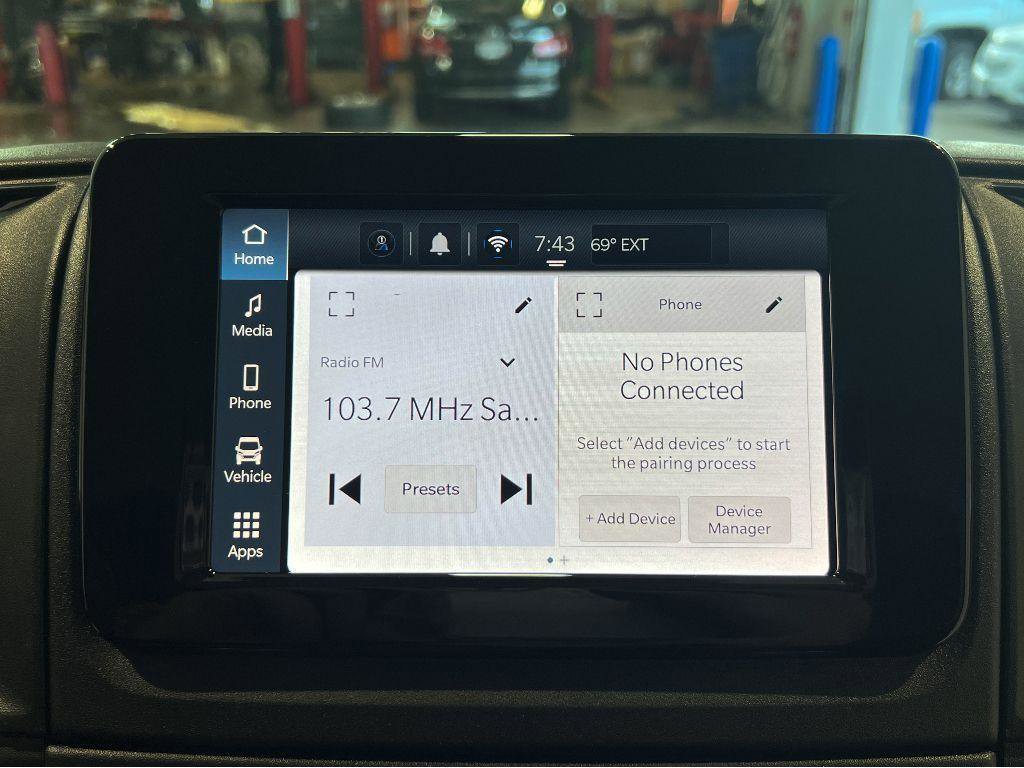 Home
7:43
69° EXT
Media
Phone
Vehicle
Apps
Radio FM
103.7 MHz Sa...
Presets
Phone
No Phones
Connected
Select "Add devices" to start
the pairing process
+ Add Device
Device
Manager